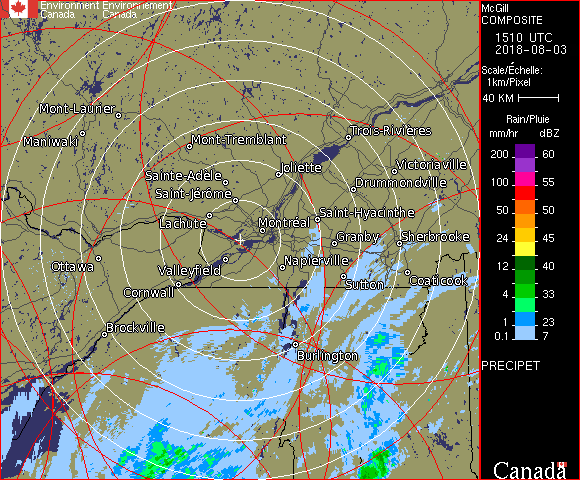 Environment Environnement
Canada Canada
McGill
COMPOSITE
1510 UTC
2018-08-03
Scale/Échelle:
1km/Pixel
40 KM
Rain/Pluie
mm/hr dBZ
200 60
100 55
50 50
24 45
12 40
4 33
1 23
0.1 7
PRECIPET
Canada
Mont-Laurier
Maniwaki
Mont-Tremblant
Trois-Rivières
Sainte-Adèle
Joliette
Victoriaville
Saint-Jérôme
Drummondville
Lachute
Montréal
Saint-Hyacinthe
Granby
Sherbrooke
Ottawa
Valleyfield
Napierville
Cornwall
Sutton
Coaticook
Brockville
Burlington